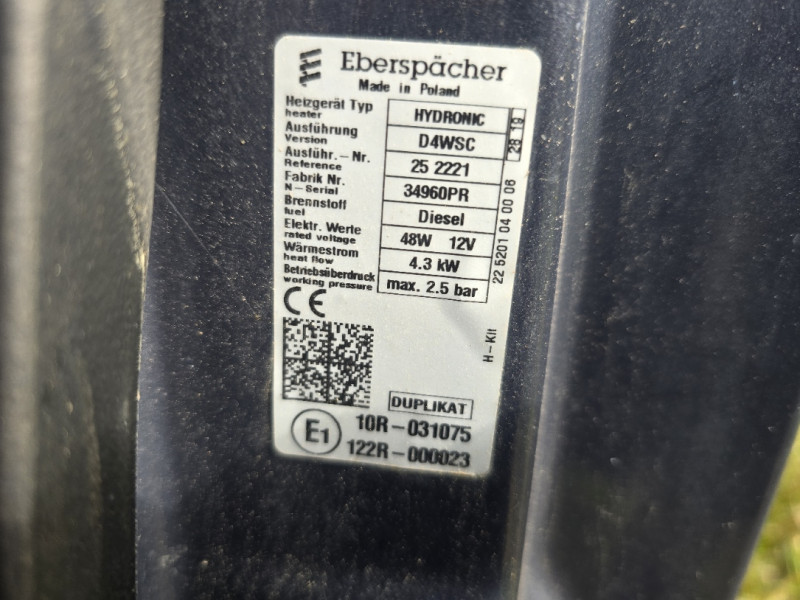 Eberspächer
Made in Poland
Heizgerät Typ HYDRONIC
heater
Ausführung D4WSC
Version
Ausführ.-Nr. 25 2221
Reference
Fabrik Nr. 34960PR
N-Serial
Brennstoff Diesel
fuel
Elektr. Werte 48W 12V
rated voltage
Wärmestrom 4.3 kW
heat flow
Betriebsüberdruck max. 2.5 bar
working pressure
28 19
22 5201 04 00 06
CE
H-Kit
DUPLIKAT
E1
10R-031075
122R-000023